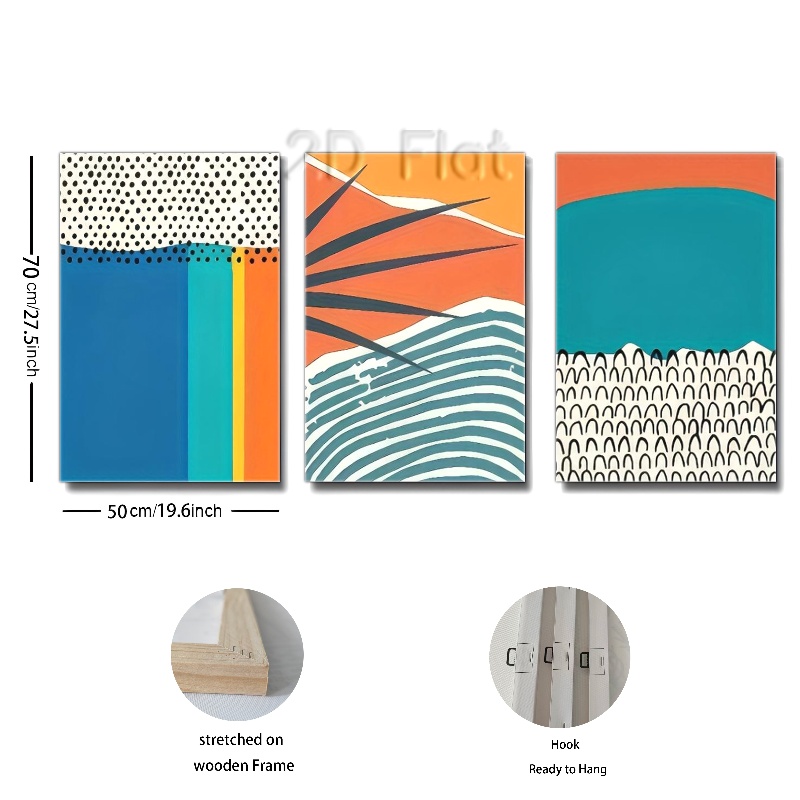 2D Flat
70 cm/27.5inch
50cm/19.6inch
stretched on
wooden Frame
Hook
Ready to Hang